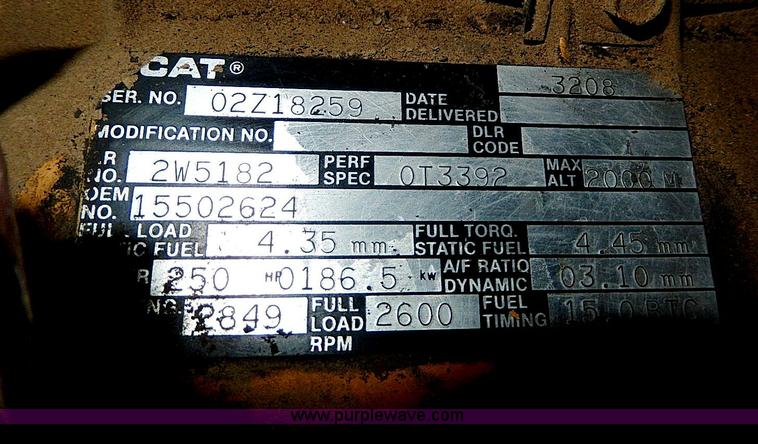 CAT® 3208
SER. NO. 02Z18259 DATE DELIVERED
MODIFICATION NO. DLR CODE
AR NO. 2W5182 PERF SPEC 0T3392 MAX ALT 2000 M
OEM NO. 15502624
FULL LOAD STATIC FUEL 4.35 mm FULL TORQ. STATIC FUEL 4.45 mm
250 HP 0186.5 kW A/F RATIO DYNAMIC 03.10 mm
2849 FULL LOAD RPM 2600 FUEL TIMING 15.0 BTC
www.purplewave.com